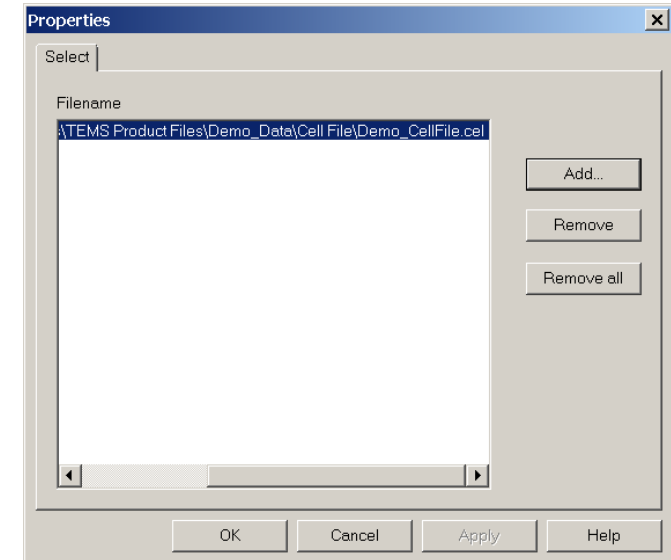 Properties
Select
Filename
:\TEMS Product Files\Demo_Data\Cell File\Demo_CellFile.cel
Add...
Remove
Remove all
OK
Cancel
Apply
Help